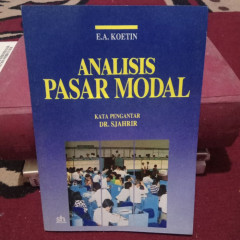 E.A. KOETIN
ANALISIS
PASAR MODAL
KATA PENGANTAR
DR. SJAHRIR